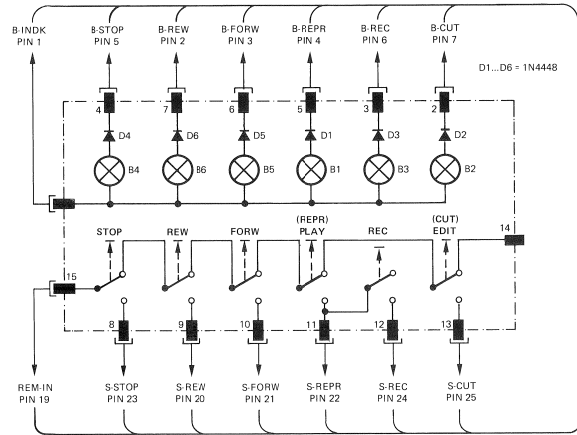 B-INDK B-STOP B-REW B-FORW B-REPR B-REC B-CUT
PIN 1 PIN 5 PIN 2 PIN 3 PIN 4 PIN 6 PIN 7
D1...D6 = 1N4448
4 7 6 5 3 2
D4 D6 D5 D1 D3 D2
B4 B6 B5 B1 B3 B2
(REPR) (CUT)
STOP REW FORW PLAY REC EDIT 14
15
8 9 10 11 12 13
REM-IN S-STOP S-REW S-FORW S-REPR S-REC S-CUT
PIN 19 PIN 23 PIN 20 PIN 21 PIN 22 PIN 24 PIN 25